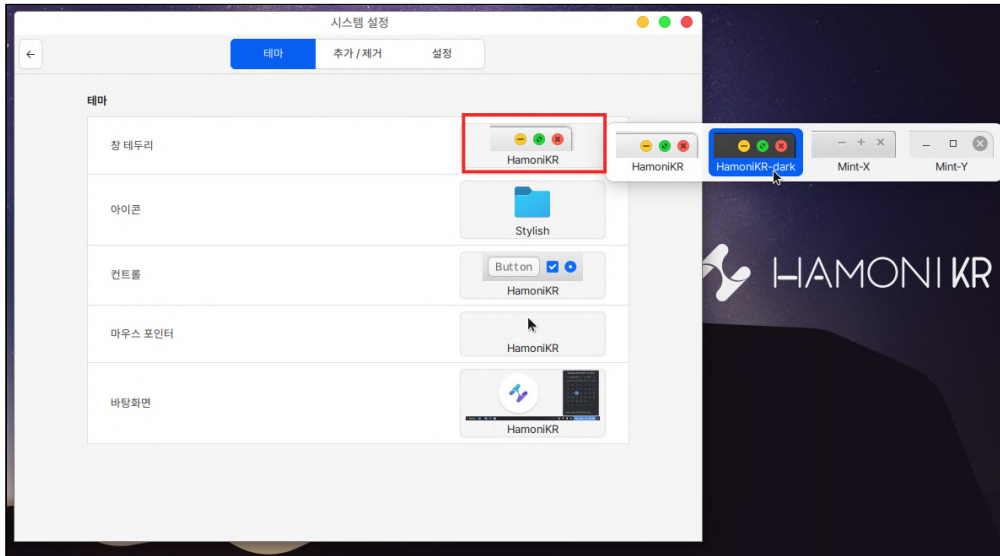 시스템 설정
테마
추가 / 제거
설정
테마
창 테두리
HamoniKR
HamoniKR
HamoniKR-dark
Mint-X
Mint-Y
아이콘
Stylish
컨트롤
Button
HamoniKR
HAMONIKR
마우스 포인터
HamoniKR
바탕화면
HamoniKR